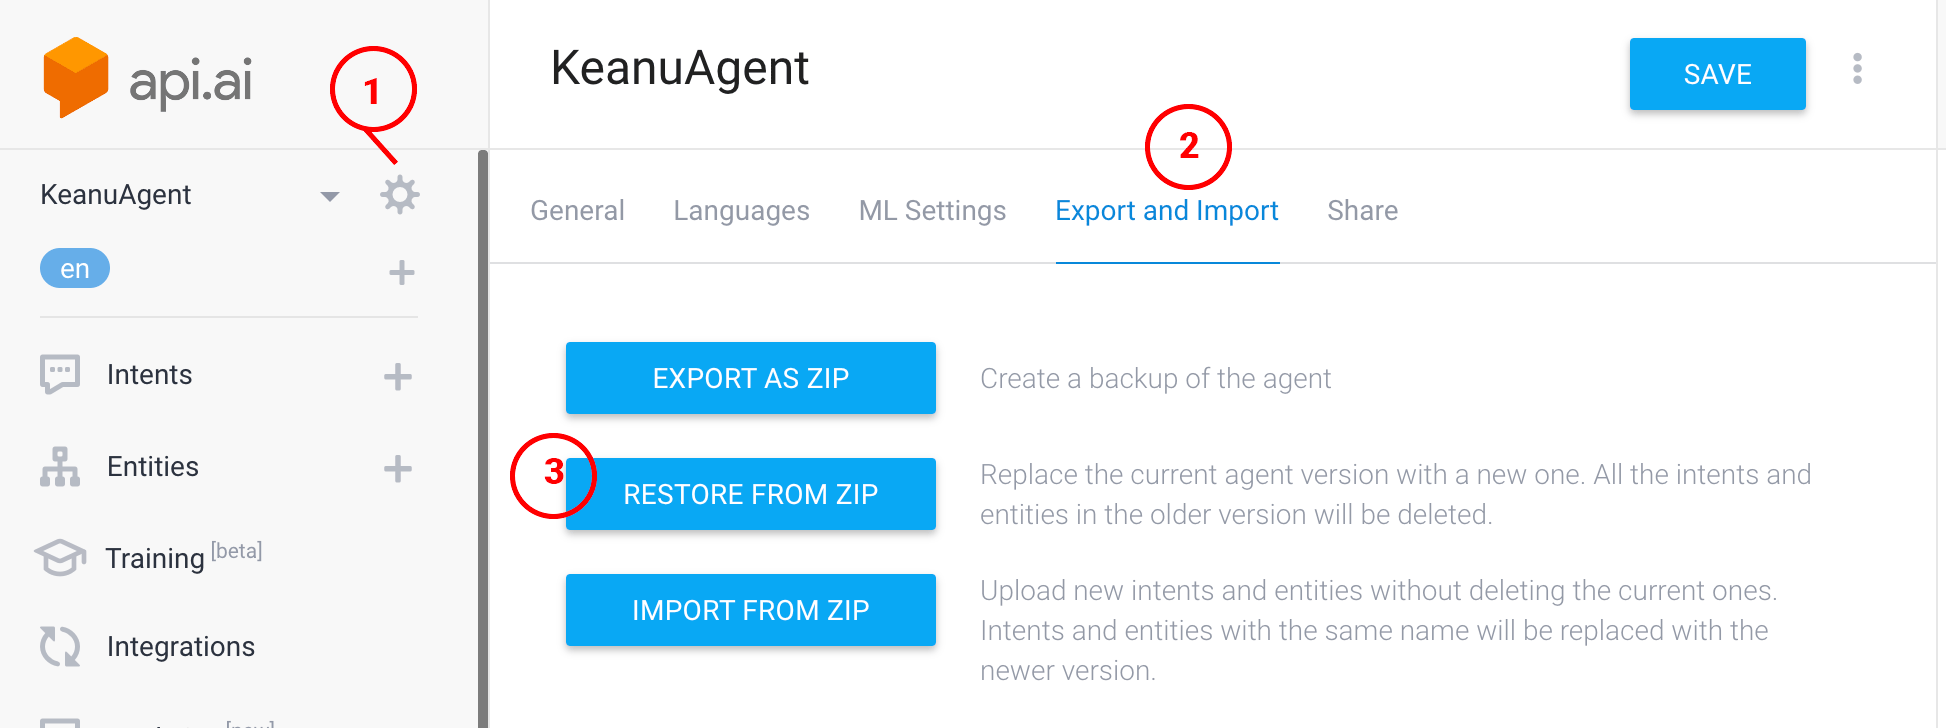 api.ai
1
KeanuAgent
SAVE
2
KeanuAgent
en
General Languages ML Settings Export and Import Share
Intents
Entities
Training [beta]
Integrations
EXPORT AS ZIP
Create a backup of the agent
3
RESTORE FROM ZIP
Replace the current agent version with a new one. All the intents and
entities in the older version will be deleted.
IMPORT FROM ZIP
Upload new intents and entities without deleting the current ones.
Intents and entities with the same name will be replaced with the
newer version.